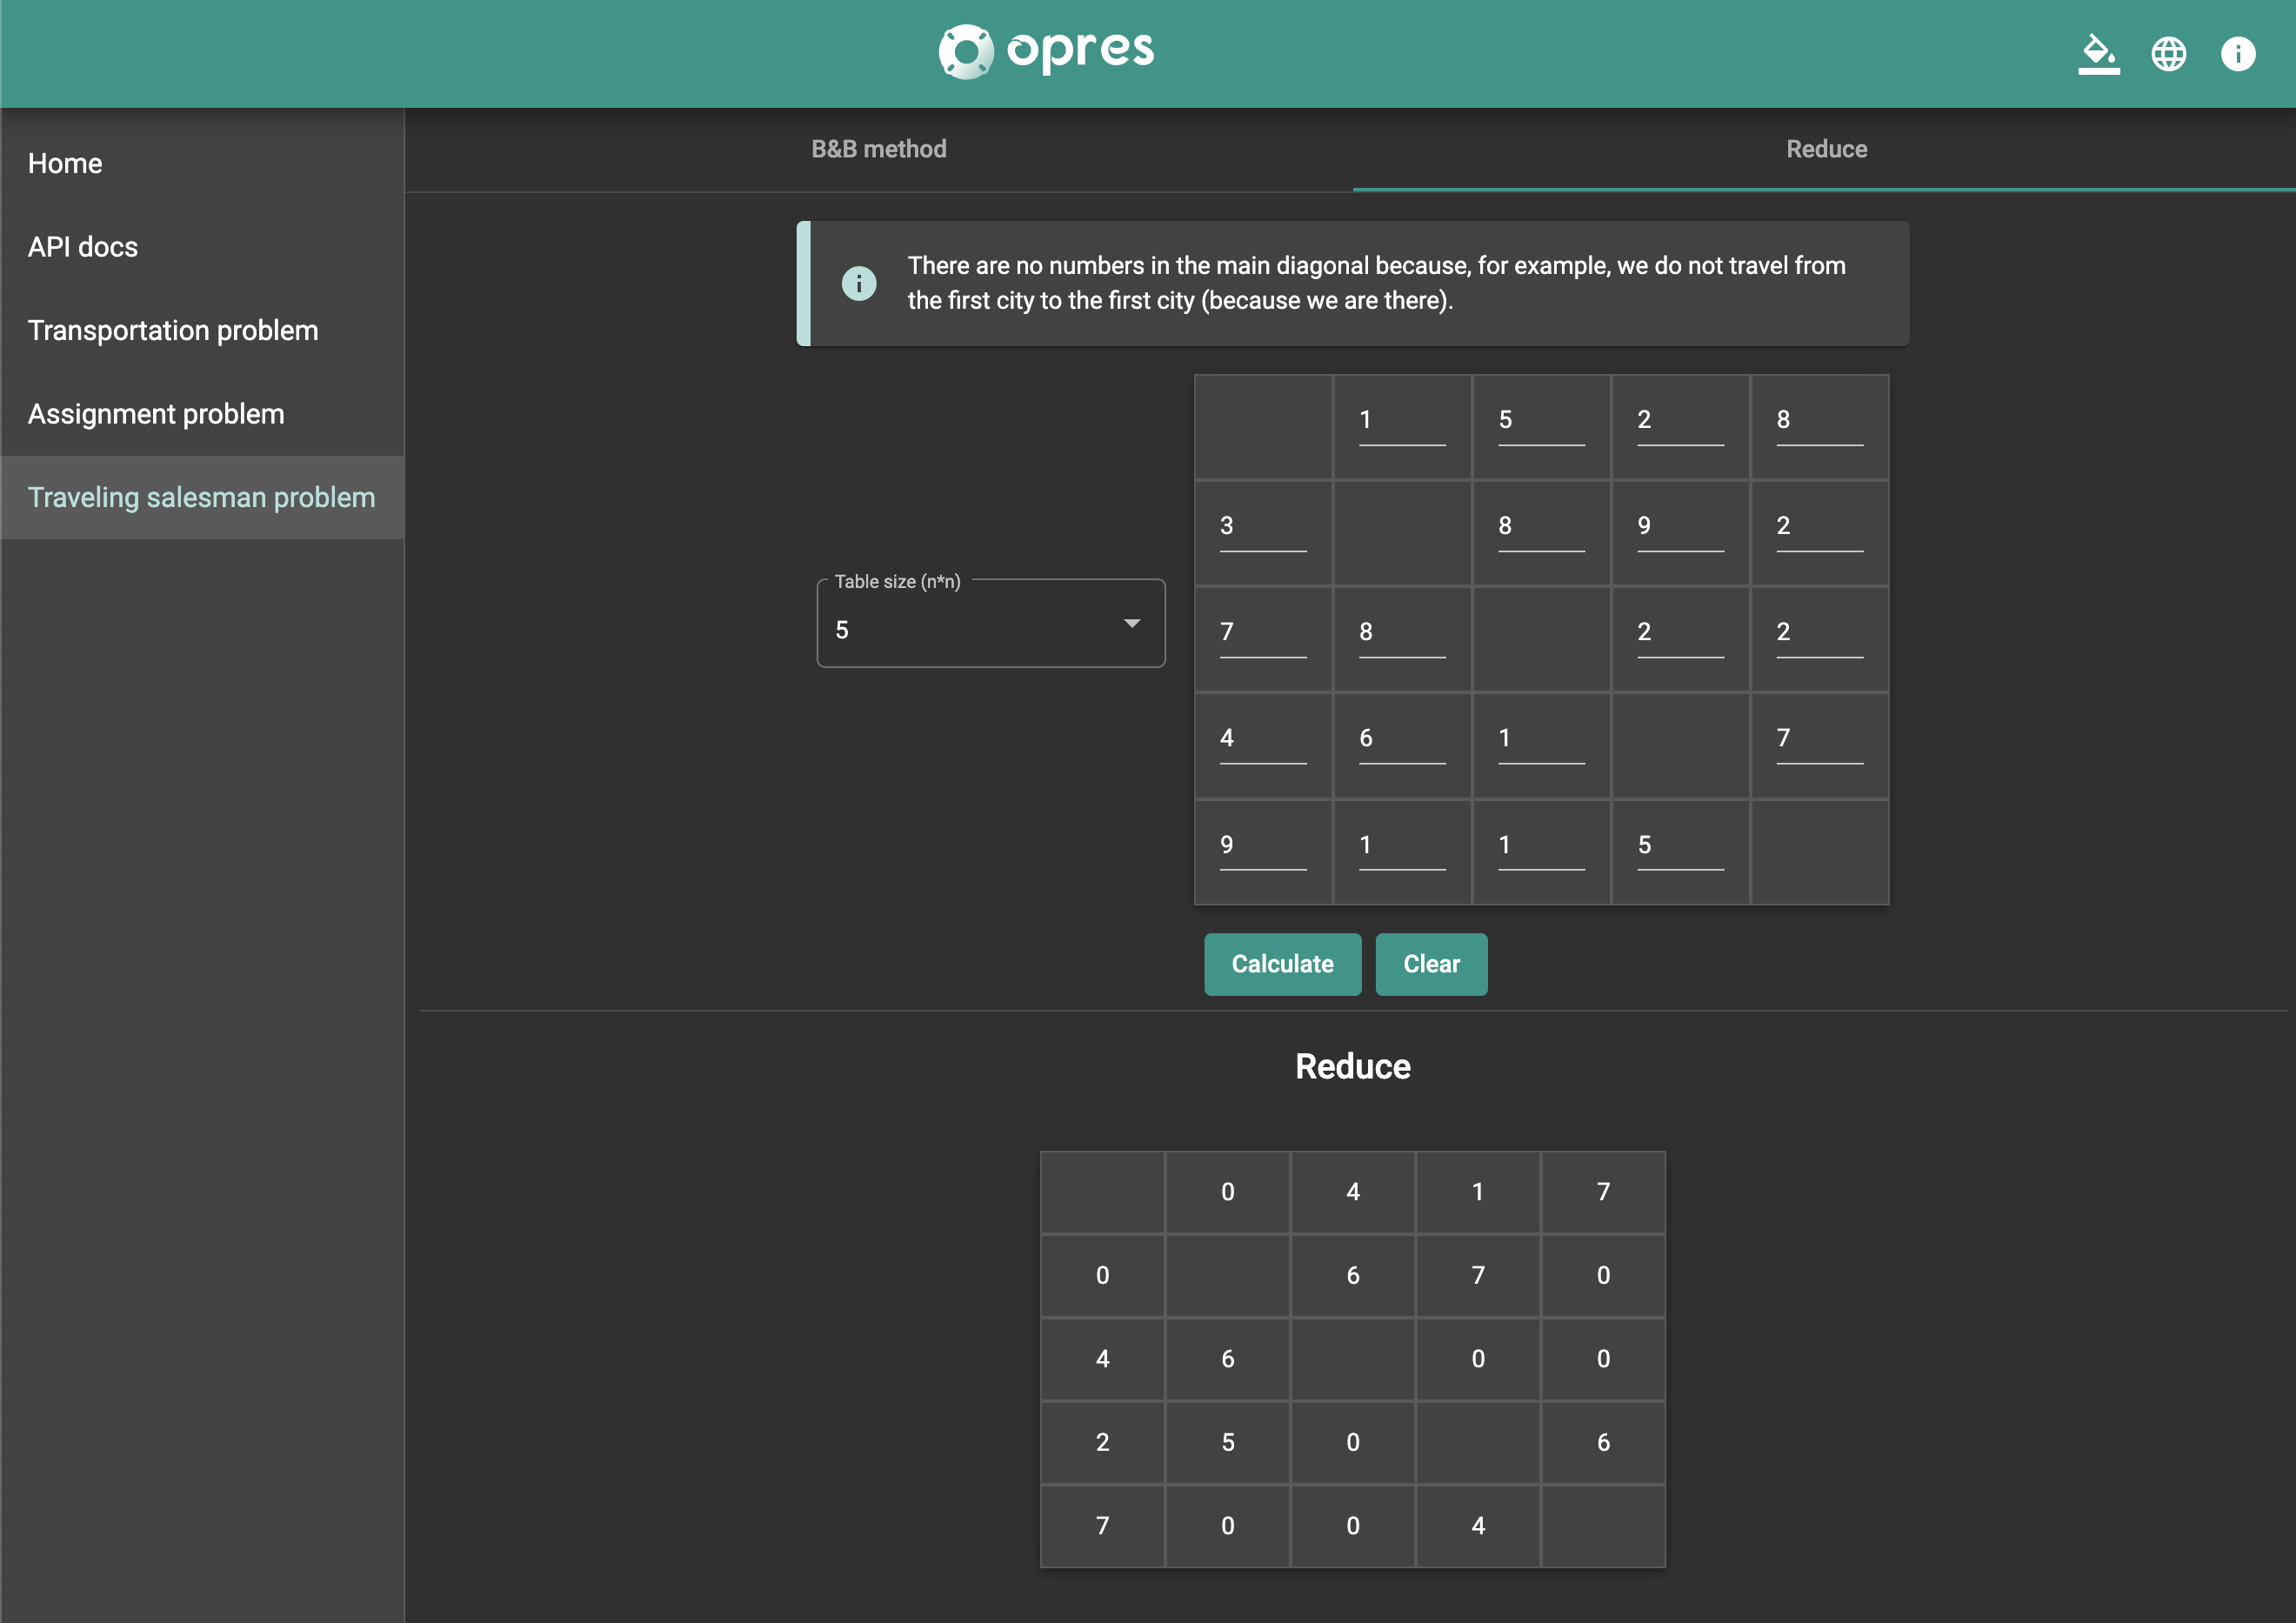 opres
Home
API docs
Transportation problem
Assignment problem
Traveling salesman problem
B&B method Reduce
There are no numbers in the main diagonal because, for example, we do not travel from
the first city to the first city (because we are there).
Table size (n*n)
5
1 5 2 8
3 8 9 2
7 8 2 2
4 6 1 7
9 1 1 5
Calculate Clear
Reduce
0 4 1 7
0 6 7 0
4 6 0 0
2 5 0 6
7 0 0 4